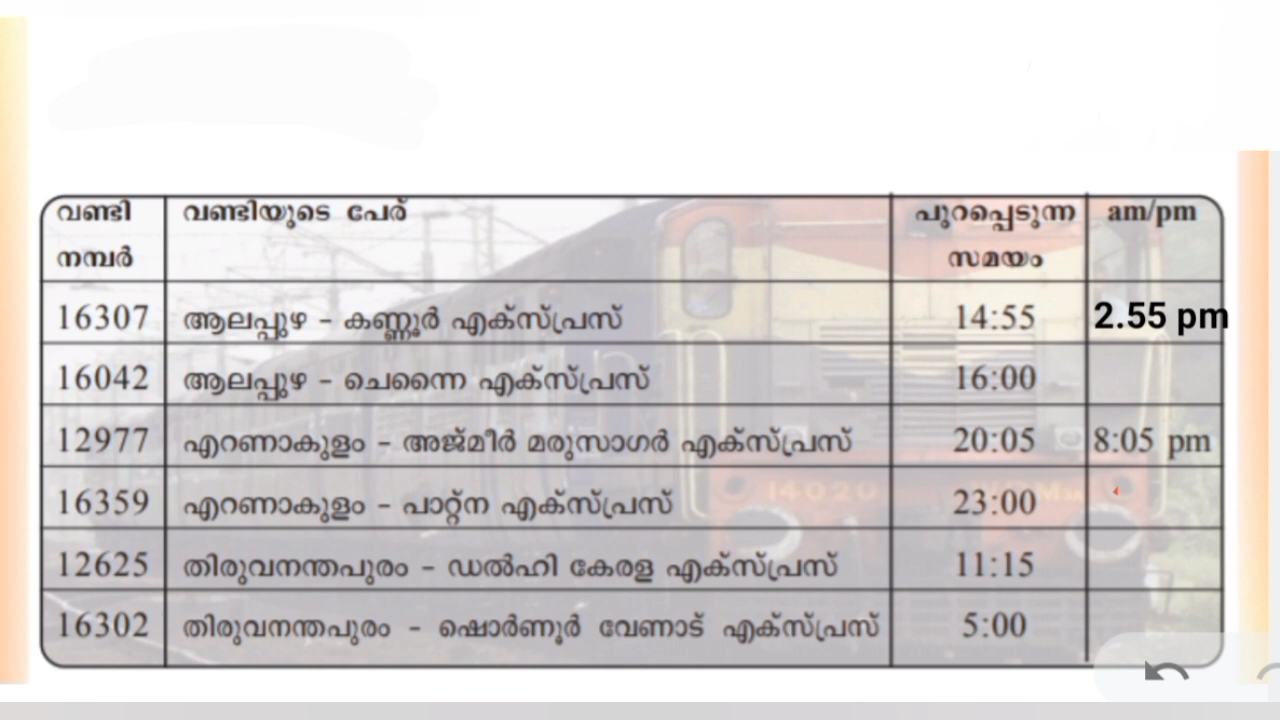 വണ്ടി നമ്പർ വണ്ടിയുടെ പേര് പുറപ്പെടുന്ന സമയം am/pm
16307 ആലപ്പുഴ - കണ്ണൂർ എക്സ്പ്രസ് 14:55 2.55 pm
16042 ആലപ്പുഴ - ചെന്നൈ എക്സ്പ്രസ് 16:00
12977 എറണാകുളം - അജ്മീർ മരുസാഗർ എക്സ്പ്രസ് 20:05 8:05 pm
16359 എറണാകുളം - പാറ്റ്ന എക്സ്പ്രസ് 23:00
12625 തിരുവനന്തപുരം - ഡൽഹി കേരള എക്സ്പ്രസ് 11:15
16302 തിരുവനന്തപുരം - ഷൊർണൂർ വേണാട് എക്സ്പ്രസ് 5:00
14020